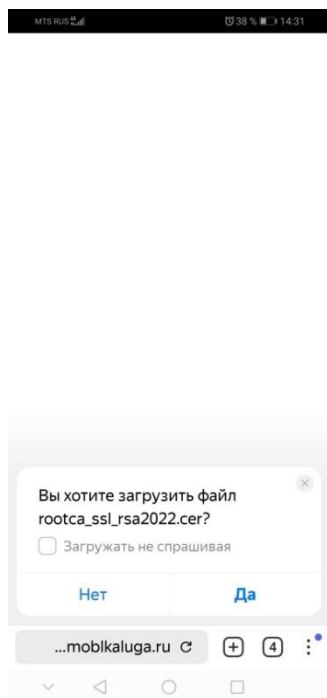 MTS RUS 38 % 14:31
Вы хотите загрузить файл
rootca_ssl_rsa2022.cer?
Загружать не спрашивая
Нет Да
...moblkaluga.ru 4